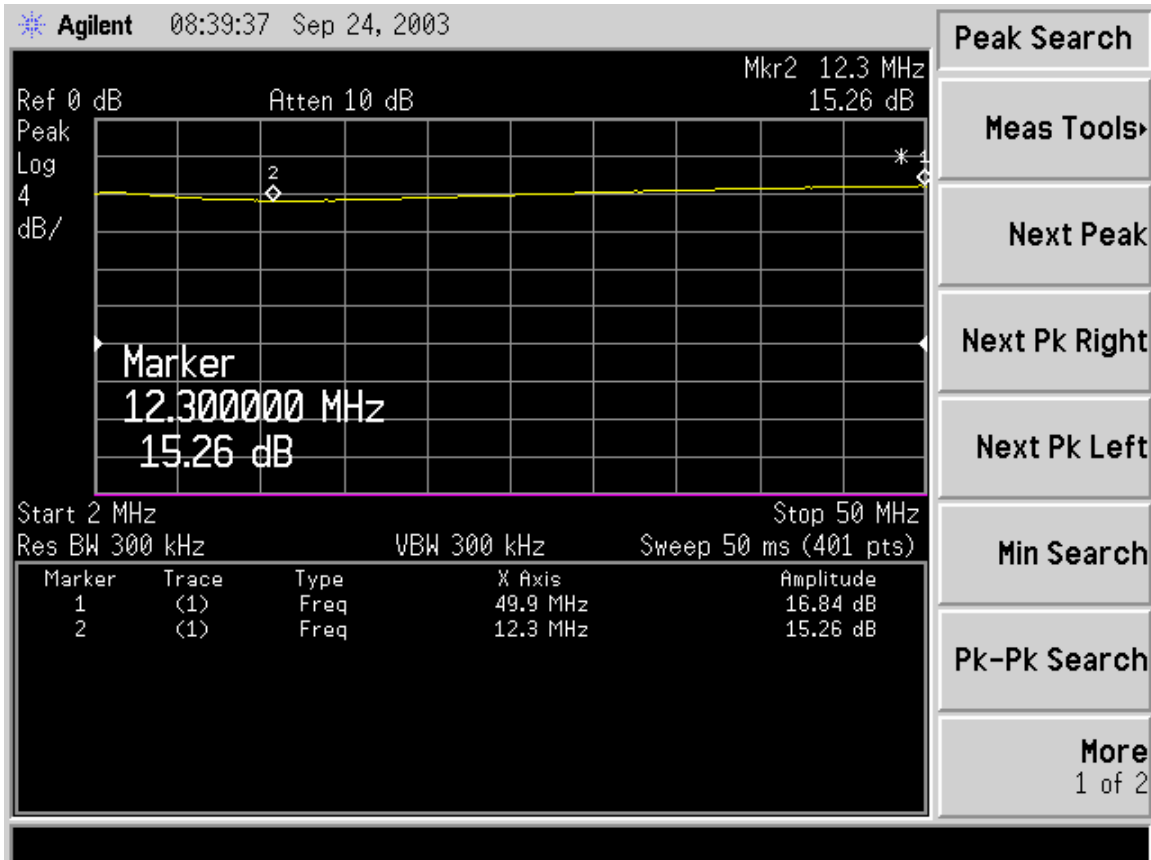 Agilent 08:39:37 Sep 24, 2003
Mkr2 12.3 MHz
Ref 0 dB Atten 10 dB 15.26 dB
Peak
Log
4
dB/
2
* 1
Marker
12.300000 MHz
15.26 dB
Start 2 MHz Stop 50 MHz
Res BW 300 kHz VBW 300 kHz Sweep 50 ms (401 pts)
Marker Trace Type X Axis Amplitude
1 (1) Freq 49.9 MHz 16.84 dB
2 (1) Freq 12.3 MHz 15.26 dB
Peak Search
Meas Tools▸
Next Peak
Next Pk Right
Next Pk Left
Min Search
Pk-Pk Search
More
1 of 2